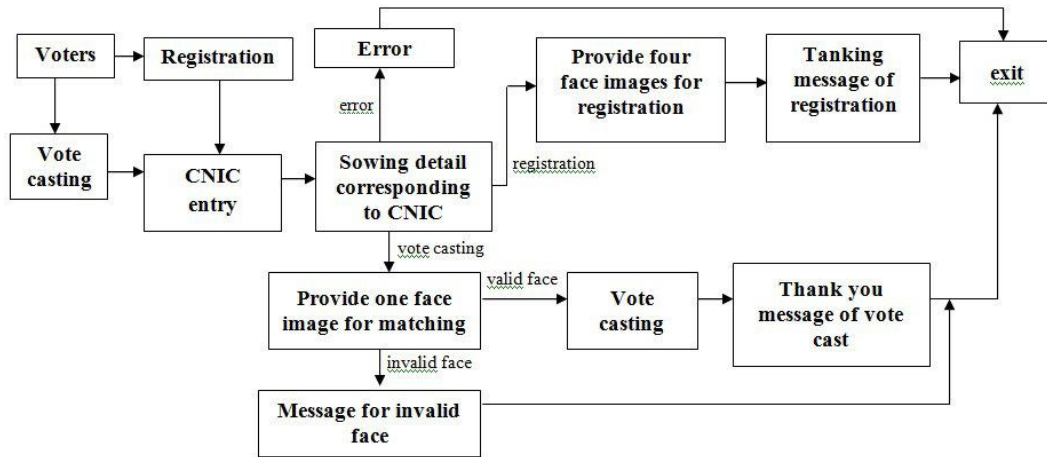 Voters
Registration
Error
Provide four
face images for
registration
Tanking
message of
registration
exit
error
Vote
casting
CNIC
entry
Sowing detail
corresponding
to CNIC
registration
vote casting
Provide one face
image for matching
valid face
Vote
casting
Thank you
message of vote
cast
invalid face
Message for invalid
face